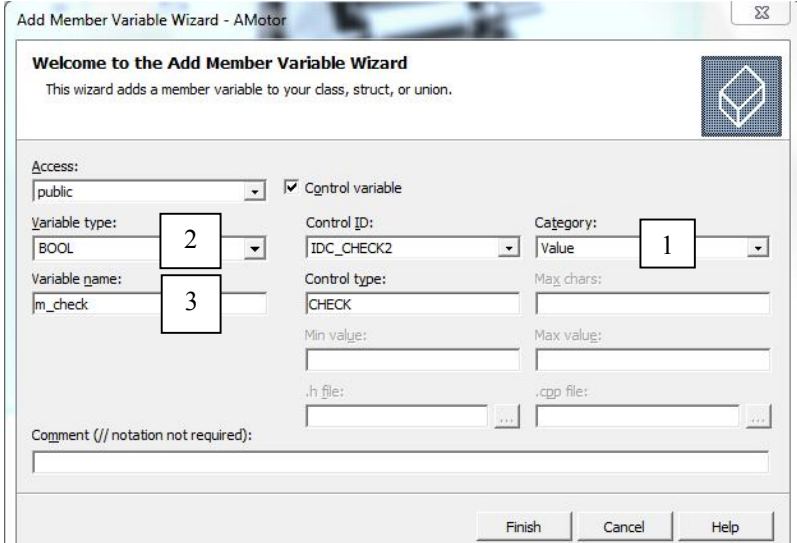 Add Member Variable Wizard - AMotor
Welcome to the Add Member Variable Wizard
This wizard adds a member variable to your class, struct, or union.
Access:
public
Control variable
Variable type:
Control ID:
Category:
BOOL
2
IDC_CHECK2
Value
1
Variable name:
Control type:
Max chars:
m_check
3
CHECK
Min value:
Max value:
.h file:
.cpp file:
...
...
Comment (// notation not required):
Finish
Cancel
Help